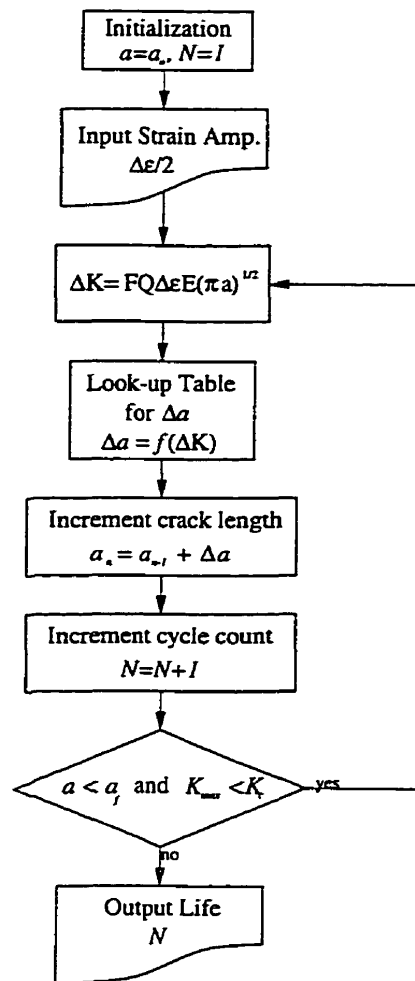 Initialization
a=aₒ, N=1
Input Strain Amp.
Δε/2
ΔK= FQΔεE(πa)^1/2
Look-up Table
for Δa
Δa = f(ΔK)
Increment crack length
aₙ = aₙ₋₁ + Δa
Increment cycle count
N=N+1
a < a_f and K_max < K_c
yes
no
Output Life
N